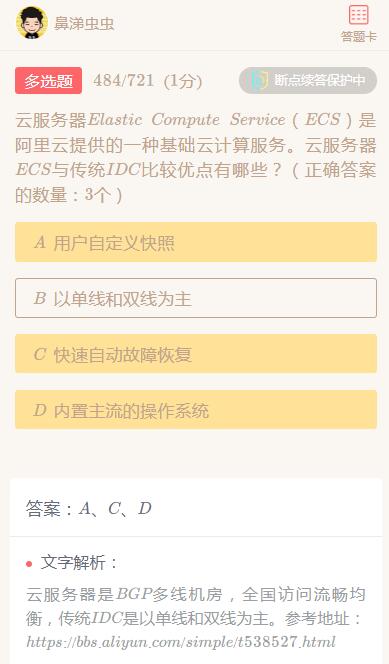 鼻涕虫虫
答题卡
多选题 484/721 (1分) 断点续答保护中
云服务器Elastic Compute Service（ECS）是
阿里云提供的一种基础云计算服务。云服务器
ECS与传统IDC比较优点有哪些？（正确答案
的数量：3个）
A 用户自定义快照
B 以单线和双线为主
C 快速自动故障恢复
D 内置主流的操作系统
答案：A、C、D
文字解析：
云服务器是BGP多线机房，全国访问流畅均
衡，传统IDC是以单线和双线为主。参考地址：
https://bbs.aliyun.com/simple/t538527.html